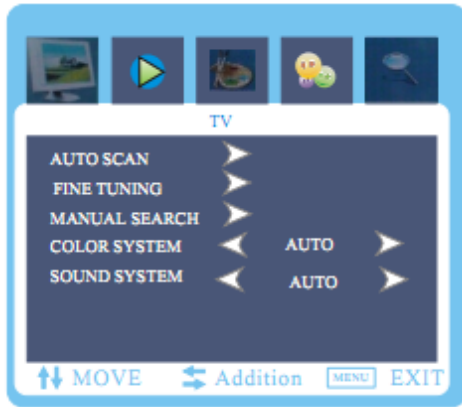 TV
AUTO SCAN
FINE TUNING
MANUAL SEARCH
COLOR SYSTEM AUTO
SOUND SYSTEM AUTO
MOVE Addition MENU EXIT